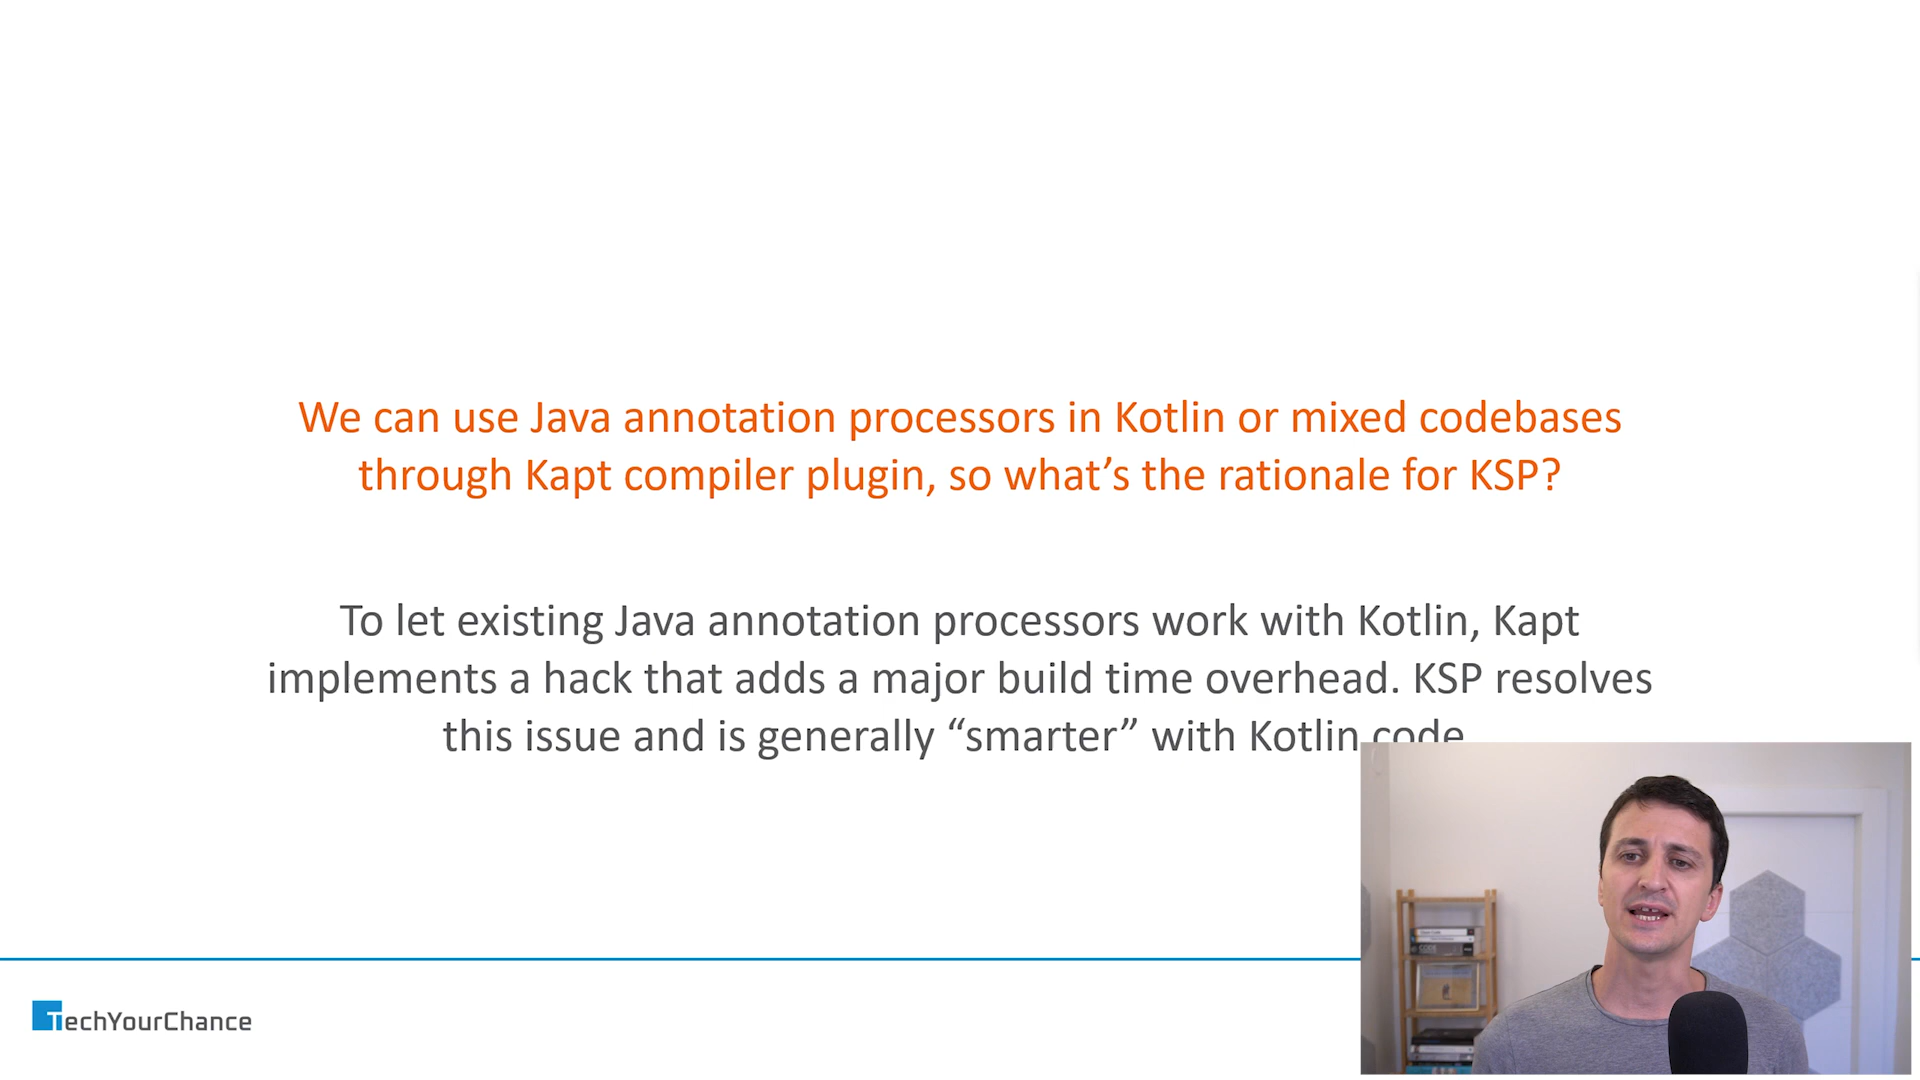 We can use Java annotation processors in Kotlin or mixed codebases
through Kapt compiler plugin, so what’s the rationale for KSP?
To let existing Java annotation processors work with Kotlin, Kapt
implements a hack that adds a major build time overhead. KSP resolves
this issue and is generally “smarter” with Kotlin code
TechYourChance